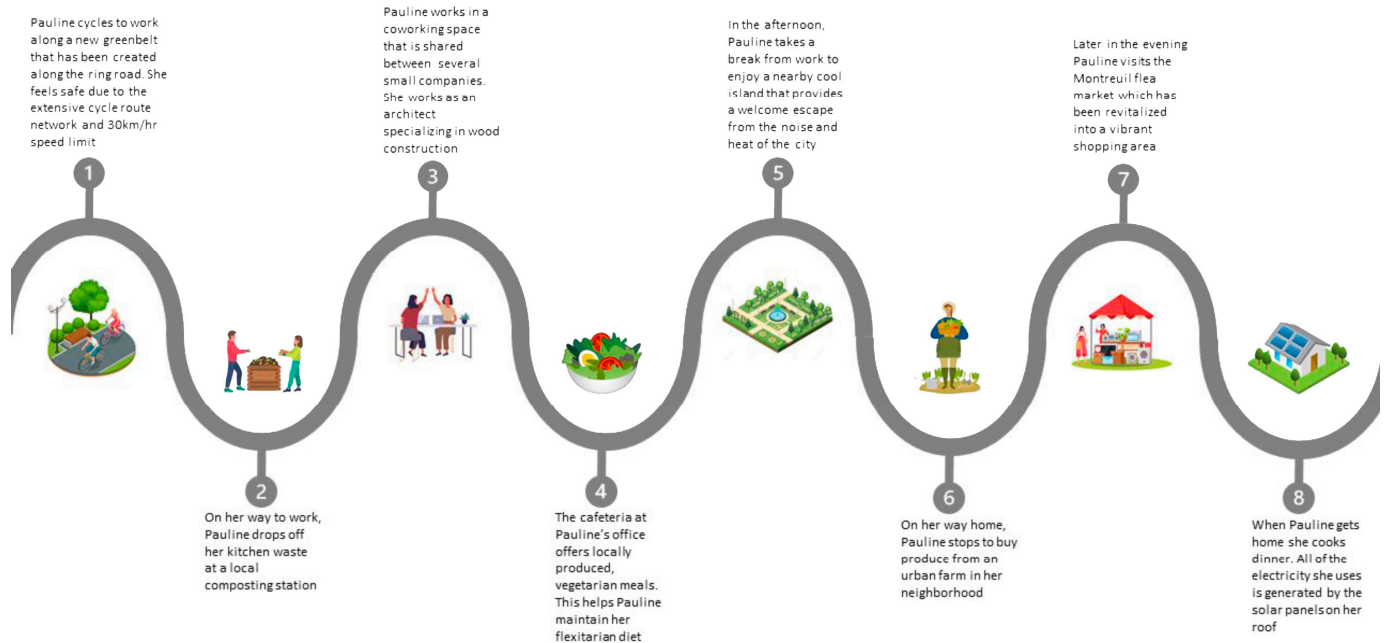 Pauline cycles to work
along a new greenbelt
that has been created
along the ring road. She
feels safe due to the
extensive cycle route
network and 30km/hr
speed limit
1
2
On her way to work,
Pauline drops off
her kitchen waste
at a local
composting station
Pauline works in a
coworking space
that is shared
between several
small companies.
She works as an
architect
specializing in wood
construction
3
4
The cafeteria at
Pauline's office
offers locally
produced,
vegetarian meals.
This helps Pauline
maintain her
flexitarian diet
In the afternoon,
Pauline takes a
break from work to
enjoy a nearby cool
island that provides
a welcome escape
from the noise and
heat of the city
5
6
On her way home,
Pauline stops to buy
produce from an
urban farm in her
neighborhood
Later in the evening
Pauline visits the
Montreuil flea
market which has
been revitalized
into a vibrant
shopping area
7
8
When Pauline gets
home she cooks
dinner. All of the
electricity she uses
is generated by the
solar panels on her
roof